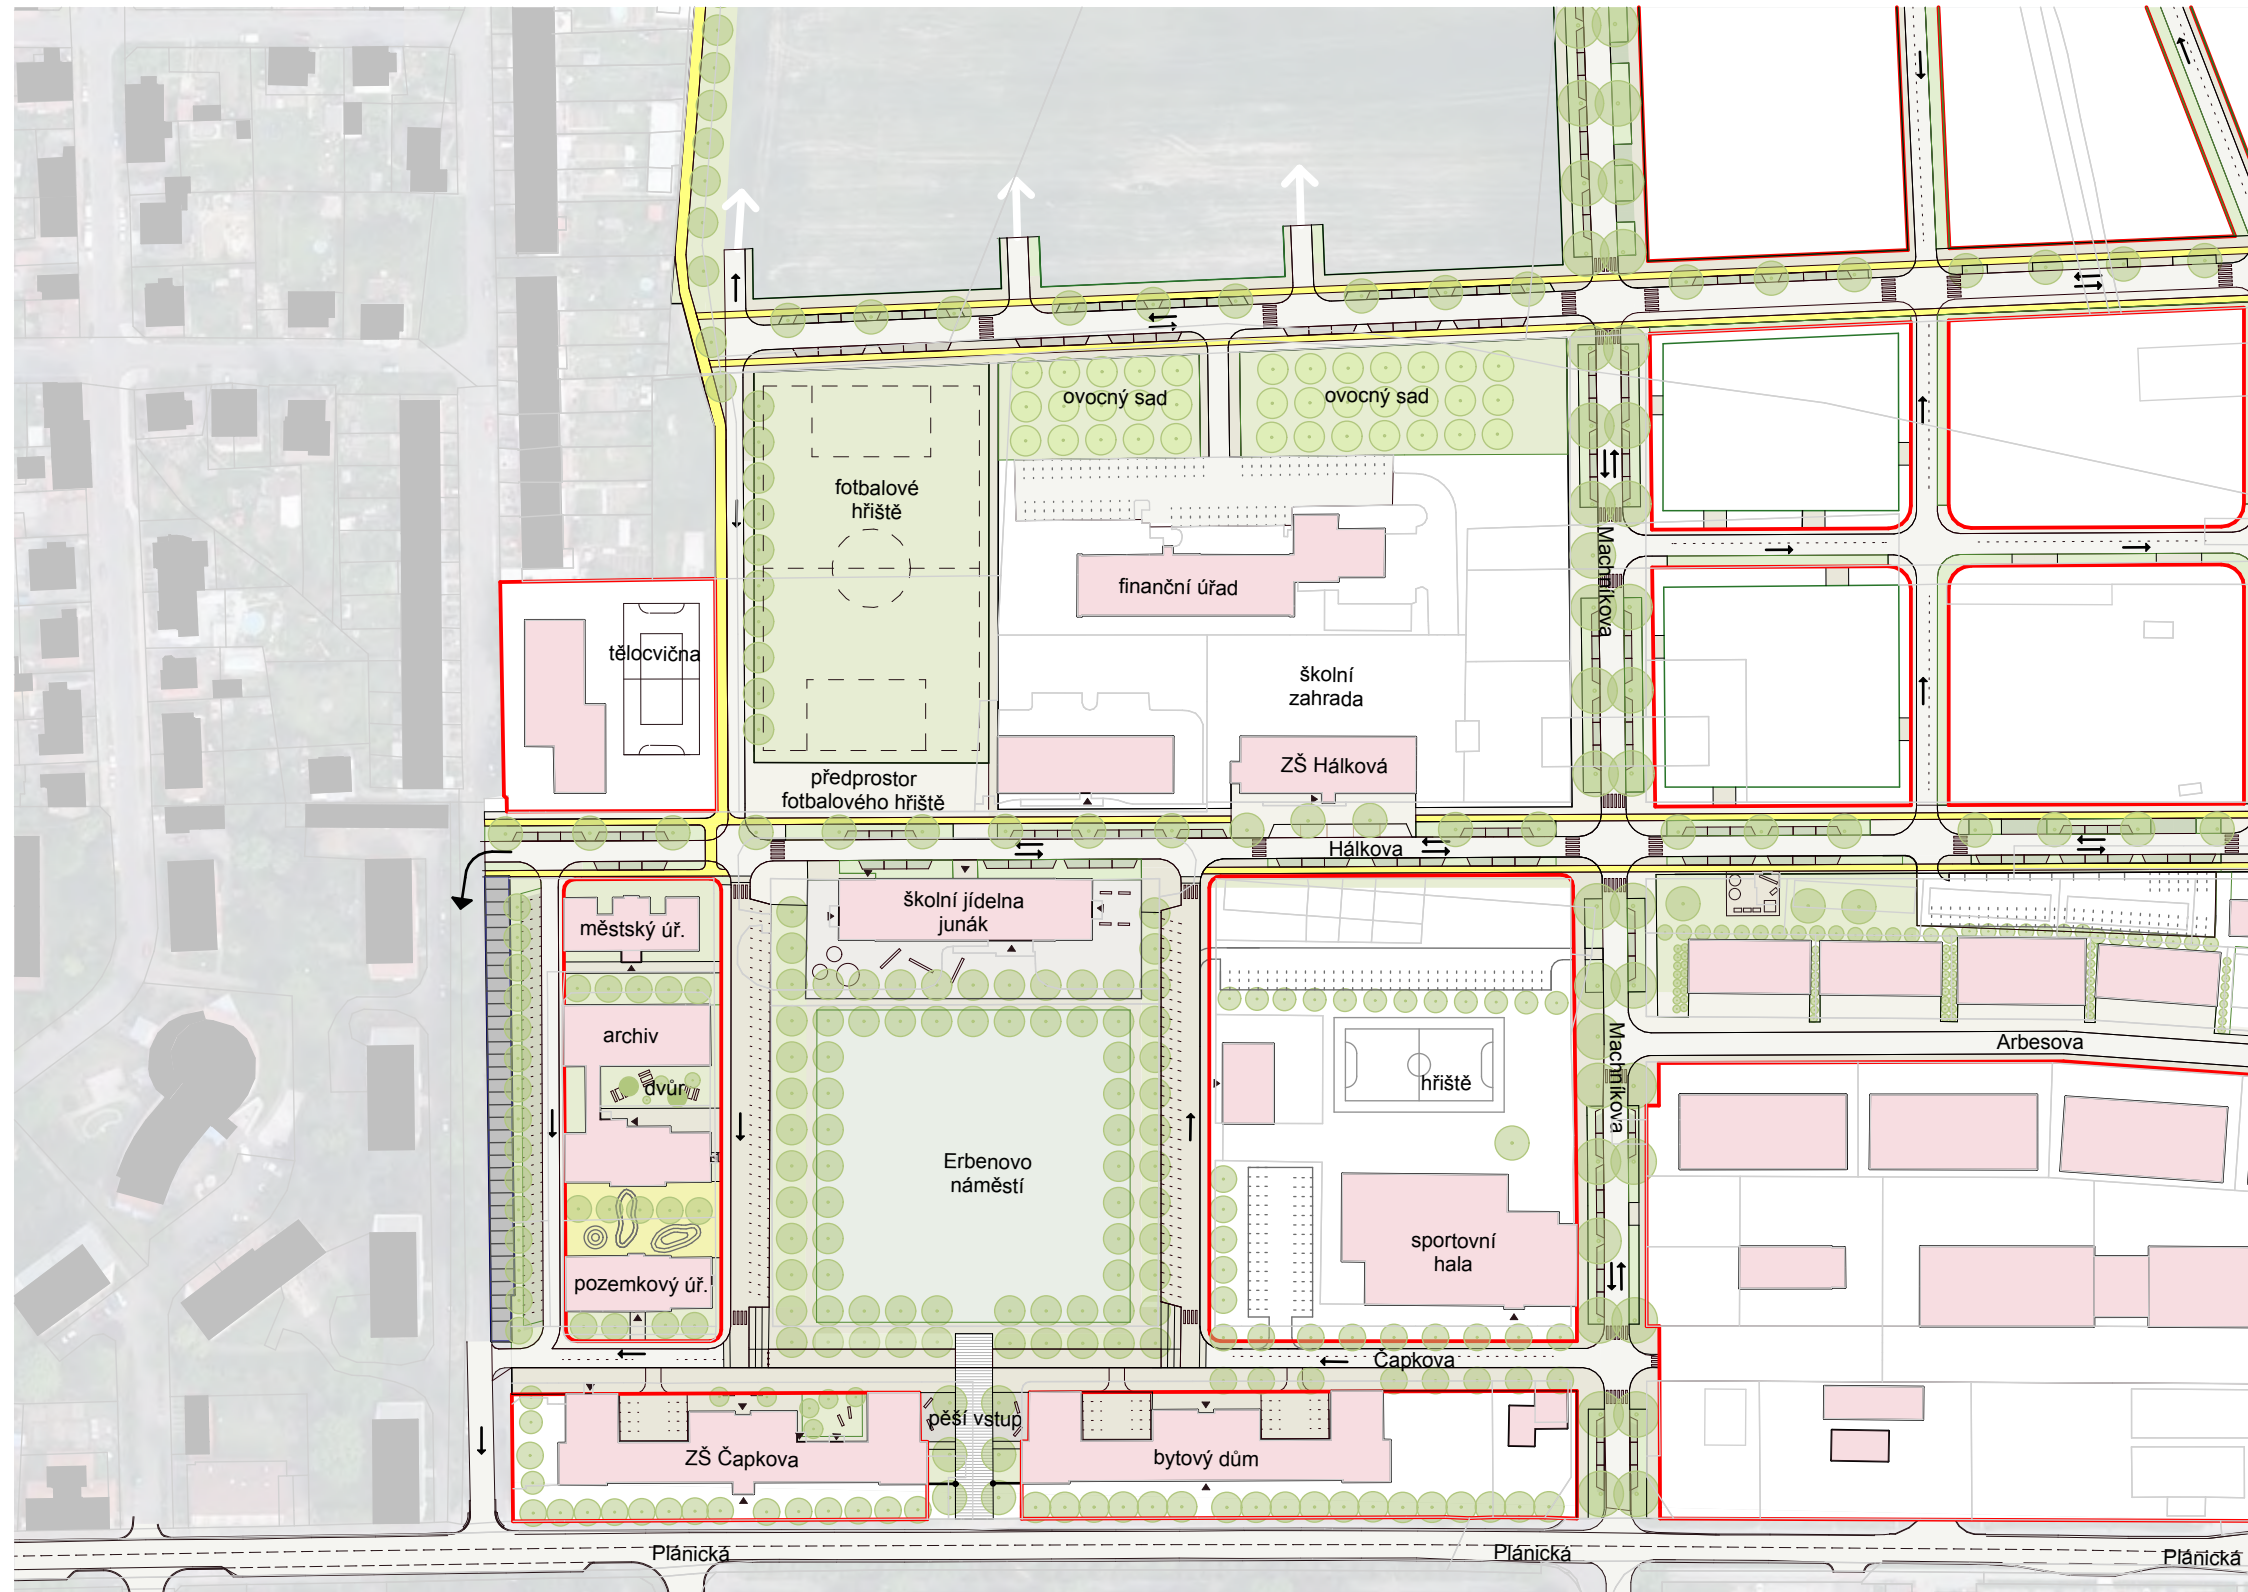 ovocný sad
ovocný sad
fotbalové
hřiště
finanční úřad
Machníkova
tělocvična
školní
zahrada
ZŠ Hálková
předprostor
fotbalového hřiště
Hálkova
školní jídelna
junák
městský úř.
archiv
dvůr
hřiště
Machníkova
Arbesova
Erbenovo
náměstí
sportovní
hala
pozemkový úř.
Čapkova
pěší vstup
ZŠ Čapkova
bytový dům
Plánická
Plánická
Plánická